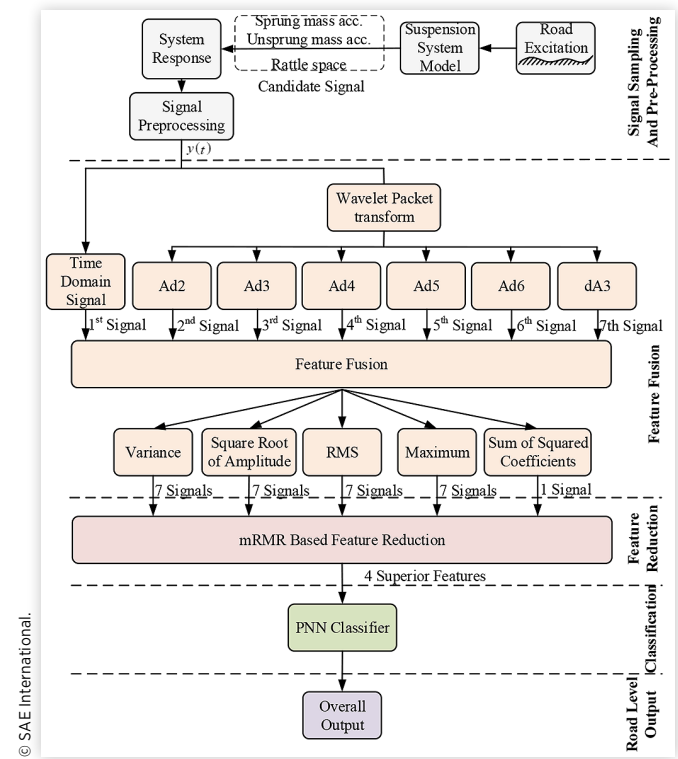 Sprung mass acc.
Unsprung mass acc.
Rattle space
Candidate Signal
System
Response
Suspension
System
Model
Road
Excitation
Signal
Preprocessing
y(t)
Signal Sampling
And Pre-Processing
Wavelet Packet
transform
Time
Domain
Signal
Ad2
Ad3
Ad4
Ad5
Ad6
dA3
1st Signal
2nd Signal
3rd Signal
4th Signal
5th Signal
6th Signal
7th Signal
Feature Fusion
Feature Fusion
Variance
Square Root
of Amplitude
RMS
Maximum
Sum of Squared
Coefficients
7 Signals
7 Signals
7 Signals
7 Signals
1 Signal
mRMR Based Feature Reduction
Feature
Reduction
4 Superior Features
PNN Classifier
Classification
Overall
Output
Road Level
Output
© SAE International.